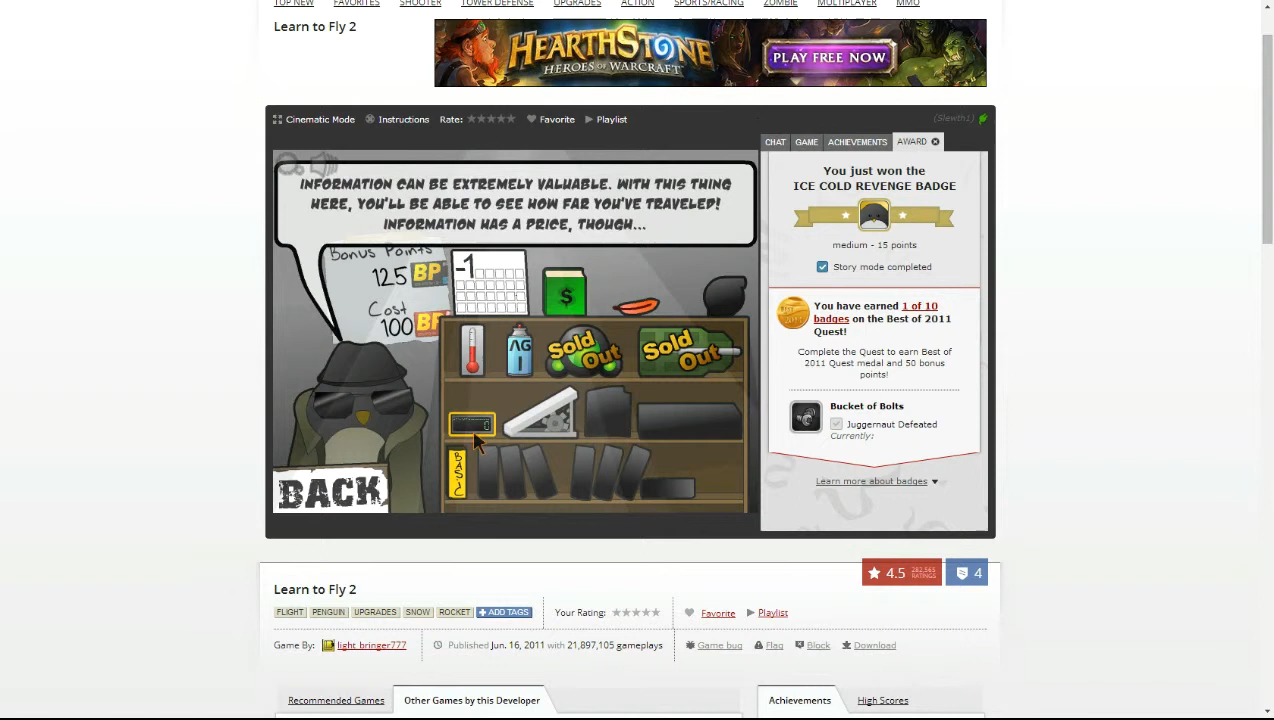 TOP NEW FAVORITES SHOOTER TOWER DEFENSE UPGRADES ACTION SPORTS/RACING ZOMBIE MULTIPLAYER MMO
Learn to Fly 2
HEARTHSTONE
HEROES OF WARCRAFT
PLAY FREE NOW
Cinematic Mode Instructions Rate: Favorite Playlist
(Slewth1)
CHAT GAME ACHIEVEMENTS AWARD
INFORMATION CAN BE EXTREMELY VALUABLE. WITH THIS THING
HERE, YOU'LL BE ABLE TO SEE HOW FAR YOU'VE TRAVELED!
INFORMATION HAS A PRICE, THOUGH...
Bonus Points
125 BP
Cost
100 BP
-1
$
AG
1
Sold Out
Sold Out
BASIC
BACK
You just won the
ICE COLD REVENGE BADGE
medium - 15 points
Story mode completed
You have earned 1 of 10
badges on the Best of 2011
Quest!
Complete the Quest to earn Best of
2011 Quest medal and 50 bonus
points!
Bucket of Bolts
Juggernaut Defeated
Currently:
Learn more about badges
Learn to Fly 2
4.5 282,565 RATINGS 4
FLIGHT PENGUIN UPGRADES SNOW ROCKET ADD TAGS
Your Rating: Favorite Playlist
Game By: light_bringer777 Published Jun. 16, 2011 with 21,897,105 gameplays Game bug Flag Block Download
Recommended Games Other Games by this Developer Achievements High Scores